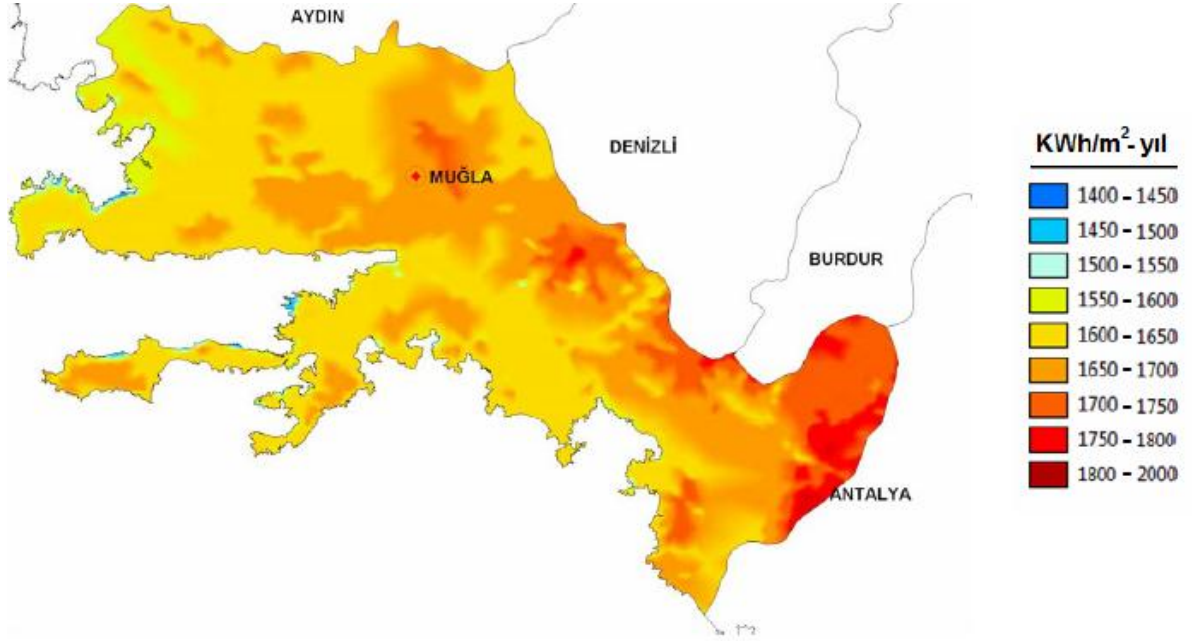 AYDIN
DENİZLİ
MUĞLA
BURDUR
ANTALYA
KWh/m²- yıl
1400 - 1450
1450 - 1500
1500 - 1550
1550 - 1600
1600 - 1650
1650 - 1700
1700 - 1750
1750 - 1800
1800 - 2000